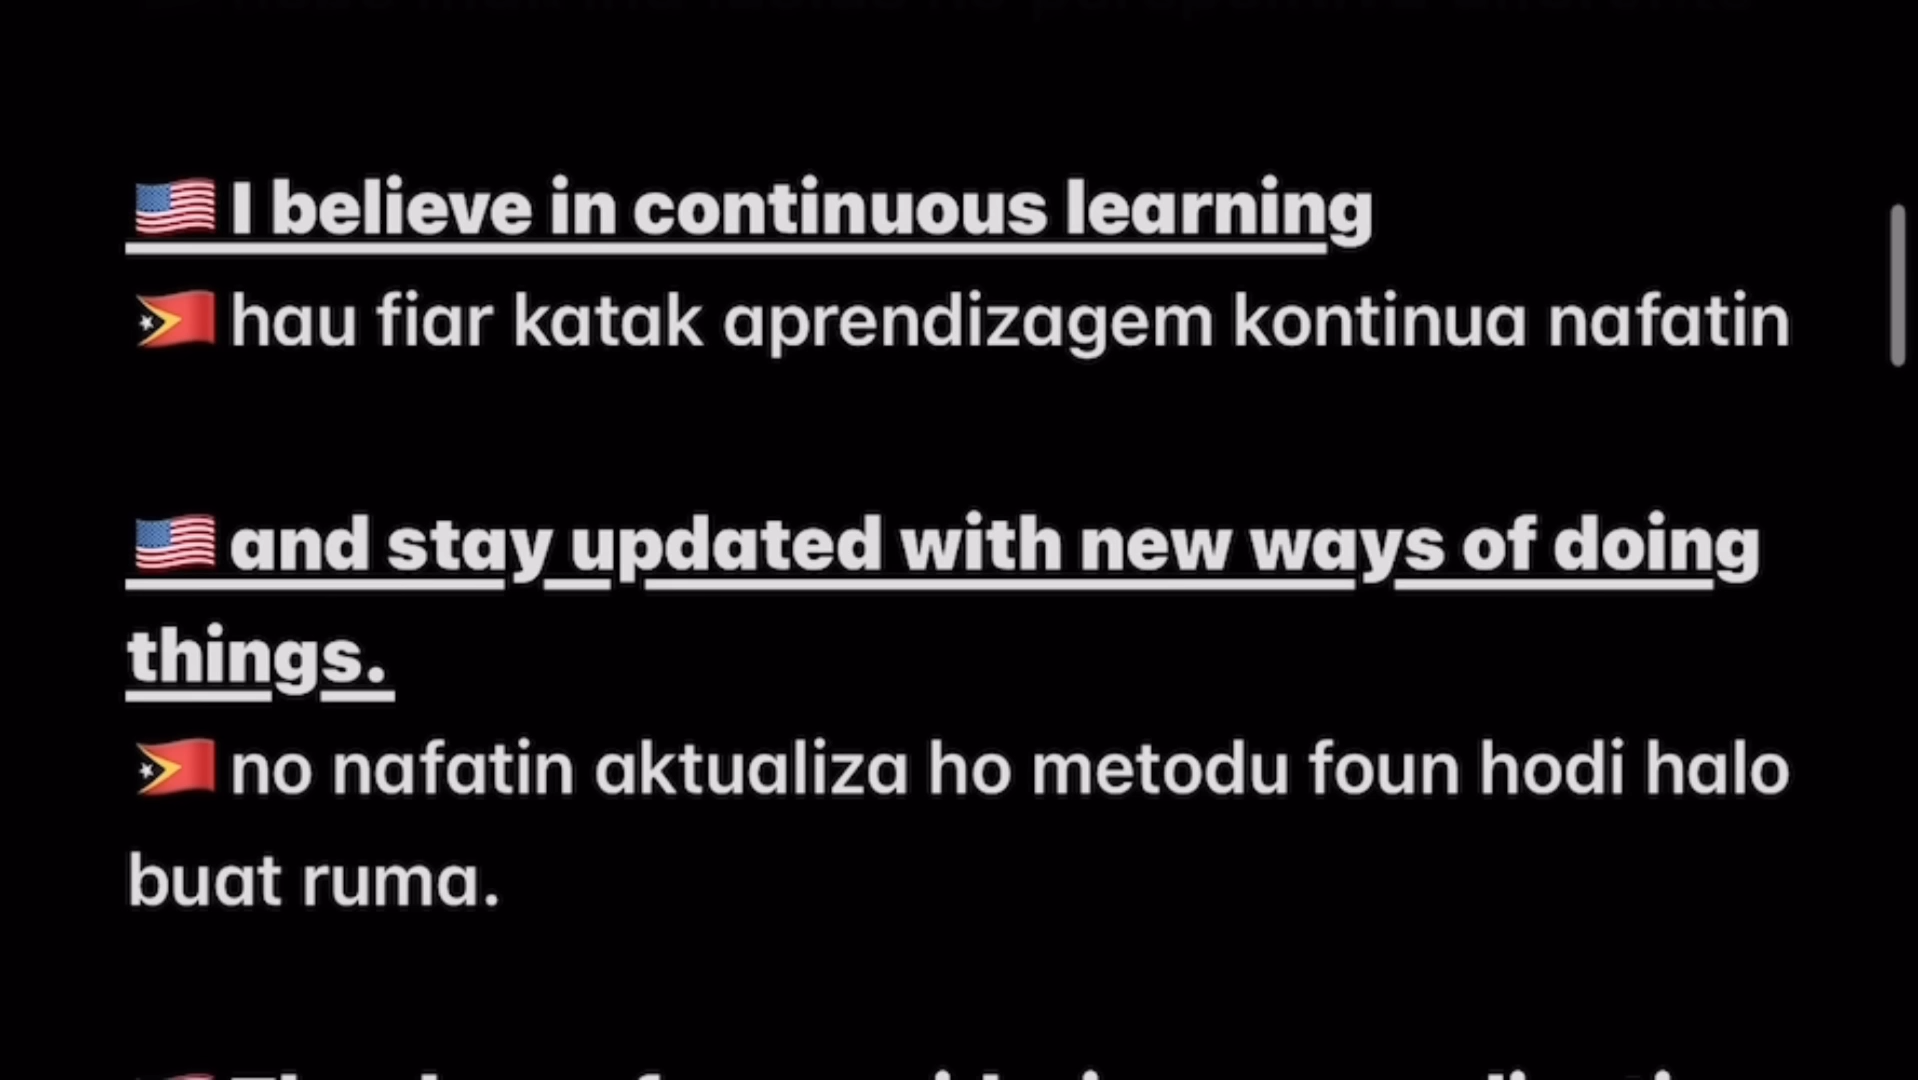 🇺🇸 I believe in continuous learning
🇹🇱 hau fiar katak aprendizagem kontinua nafatin
🇺🇸 and stay updated with new ways of doing
things.
🇹🇱 no nafatin aktualiza ho metodu foun hodi halo
buat ruma.